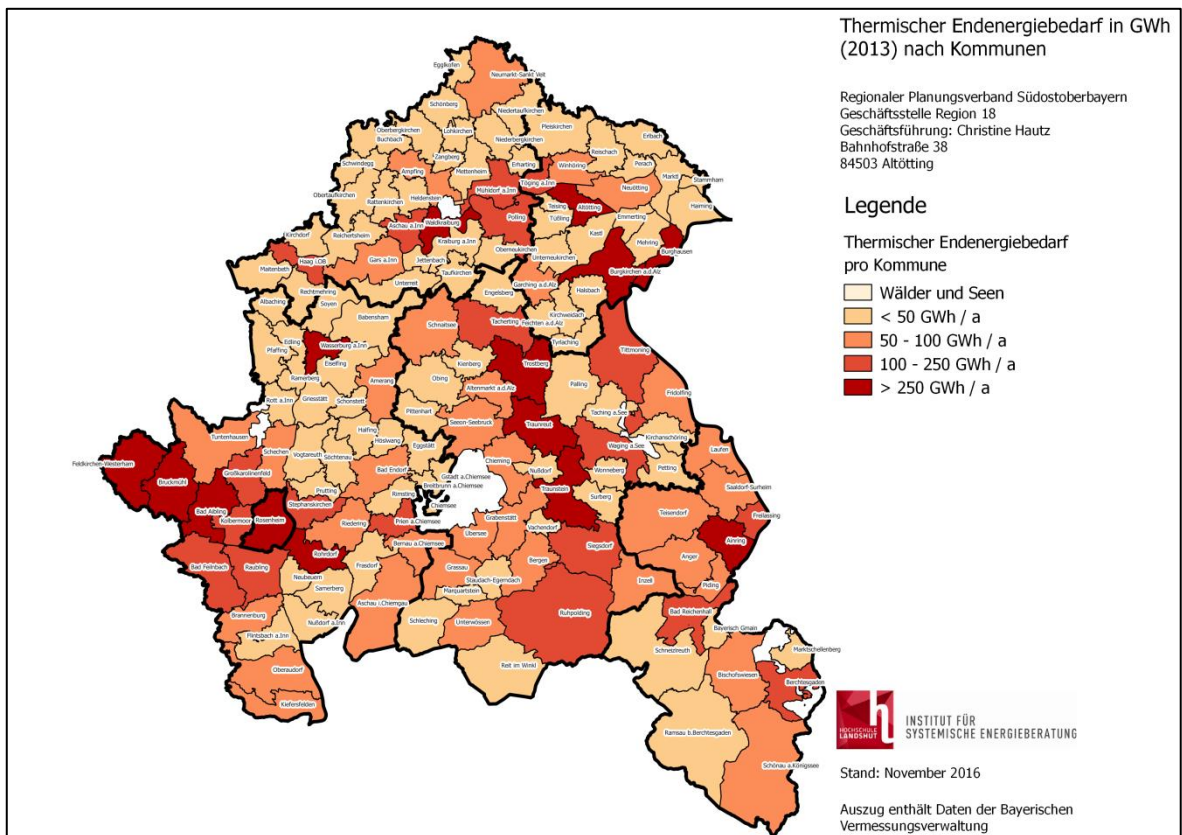 Thermischer Endenergiebedarf in GWh
(2013) nach Kommunen
Regionaler Planungsverband Südostoberbayern
Geschäftsstelle Region 18
Geschäftsführung: Christine Hautz
Bahnhofstraße 38
84503 Altötting
Legende
Thermischer Endenergiebedarf
pro Kommune
Wälder und Seen
< 50 GWh / a
50 - 100 GWh / a
100 - 250 GWh / a
> 250 GWh / a
Egglkofen
Neumarkt-Sankt Veit
Schönberg
Niedertaufkirchen
Pleiskirchen
Oberbergkirchen
Lohkirchen
Buchbach
Niederbergkirchen
Erlbach
Zangberg
Reischach
Schwindegg
Ampfing
Mettenheim
Erharting
Winhöring
Perach
Töging a.Inn
Marktl
Stammham
Obertaufkirchen
Rattenkirchen
Heldenstein
Mühldorf a.Inn
Neuötting
Haiming
Teising
Altötting
Aschau a.Inn
Waldkraiburg
Polling
Tüßling
Emmerting
Kirchdorf
Reichertsheim
Kraiburg a.Inn
Kastl
Mehring
Burghausen
Haag i.OB
Gars a.Inn
Jettenbach
Oberneukirchen
Unterneukirchen
Maitenbeth
Taufkirchen
Burgkirchen a.d.Alz
Rechtmehring
Unterreit
Garching a.d.Alz
Halsbach
Albaching
Soyen
Engelsberg
Babensham
Kirchweidach
Schnaitsee
Tacherting
Feichten a.d.Alz
Edling
Wasserburg a.Inn
Tyrlaching
Pfaffing
Eiselfing
Tittmoning
Kienberg
Trostberg
Ramerberg
Amerang
Obing
Palling
Altenmarkt a.d.Alz
Fridolfing
Rott a.Inn
Griesstätt
Schonstett
Pittenhart
Taching a.See
Seeon-Seebruck
Traunreut
Tuntenhausen
Halfing
Kirchanschöring
Höslwang
Waging a.See
Laufen
Schechen
Vogtareuth
Söchtenau
Eggstätt
Chieming
Nußdorf
Feldkirchen-Westerham
Großkarolinenfeld
Bad Endorf
Gstadt a.Chiemsee
Wonneberg
Petting
Bruckmühl
Breitbrunn a.Chiemsee
Saaldorf-Surheim
Prutting
Rimsting
Traunstein
Surberg
Bad Aibling
Stephanskirchen
Chiemsee
Kolbermoor
Rosenheim
Prien a.Chiemsee
Grabenstätt
Teisendorf
Freilassing
Riedering
Vachendorf
Übersee
Ainring
Bernau a.Chiemsee
Siegsdorf
Rohrdorf
Bergen
Anger
Bad Feilnbach
Raubling
Frasdorf
Grassau
Neubeuern
Staudach-Egerndach
Inzell
Piding
Samerberg
Marquartstein
Aschau i.Chiemgau
Brannenburg
Bad Reichenhall
Nußdorf a.Inn
Schleching
Unterwössen
Ruhpolding
Bayerisch Gmain
Flintsbach a.Inn
Schneizlreuth
Marktschellenberg
Reit im Winkl
Oberaudorf
Bischofswiesen
Berchtesgaden
Kiefersfelden
Ramsau b.Berchtesgaden
Schönau a.Königssee
HOCHSCHULE
LANDSHUT
INSTITUT FÜR
SYSTEMISCHE ENERGIEBERATUNG
Stand: November 2016
Auszug enthält Daten der Bayerischen
Vermessungsverwaltung